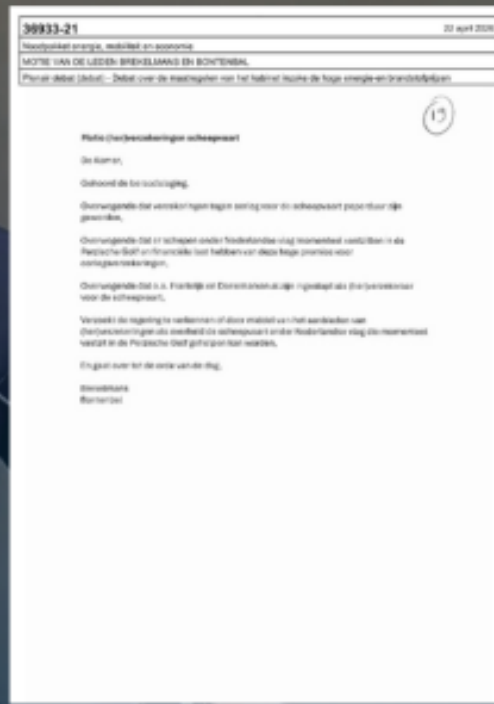 36933-21 22 april 2026
Noodpakket energie, mobiliteit en economie
MOTIE VAN DE LEDEN BREKELMANS EN BONTENBAL
Plenair debat (debat) - Debat over de maatregelen van het kabinet inzake de hoge energie-en brandstofprijzen
19
Motie (her)verzekeringen scheepvaart
De Kamer,
Gehoord de beraadslaging,
Overwegende dat verzekeringen tegen oorlog voor de scheepvaart peperduur zijn
geworden,
Overwegende dat er schepen onder Nederlandse vlag momenteel vastzitten in de
Perzische Golf en financiële last hebben van deze hoge premies voor
oorlogsverzekeringen,
Overwegende dat o.a. Frankrijk en Denemarken al zijn ingestapt als (her)verzekeraar
voor de scheepvaart,
Verzoekt de regering te verkennen of door middel van het aanbieden van
(her)verzekeringen als overheid de scheepvaart onder Nederlandse vlag die momenteel
vastzit in de Perzische Golf geholpen kan worden,
En gaat over tot de orde van de dag,
Brekelmans
Bontenbal